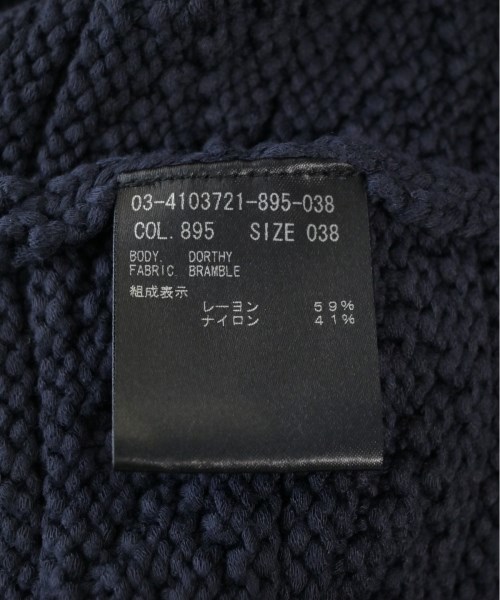 03-4103721-895-038
COL. 895 SIZE 038
BODY. DORTHY
FABRIC. BRAMBLE
組成表示
レーヨン 59%
ナイロン 41%